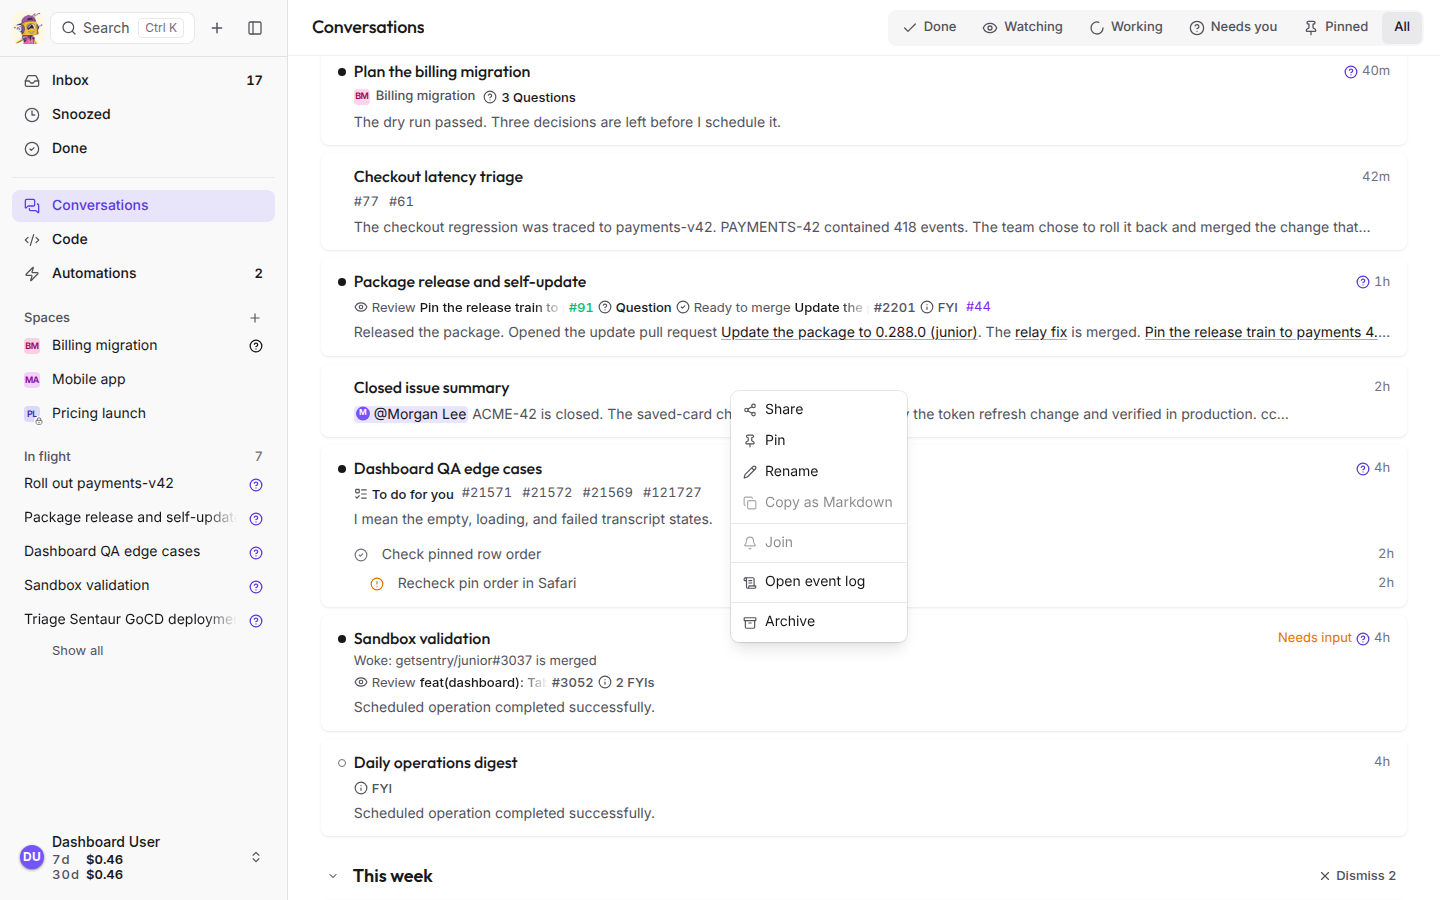 Search Ctrl K
Inbox 17
Snoozed
Done
Conversations
Code
Automations 2
Spaces
BM Billing migration
MA Mobile app
PL Pricing launch
In flight 7
Roll out payments-v42
Package release and self-updat
Dashboard QA edge cases
Sandbox validation
Triage Sentaur GoCD deployme
Show all
DU Dashboard User
7d $0.46
30d $0.46
Conversations
Done Watching Working Needs you Pinned All
Plan the billing migration 40m
BM Billing migration 3 Questions
The dry run passed. Three decisions are left before I schedule it.
Checkout latency triage 42m
#77 #61
The checkout regression was traced to payments-v42. PAYMENTS-42 contained 418 events. The team chose to roll it back and merged the change that...
Package release and self-update 1h
Review Pin the release train to #91 Question Ready to merge Update the #2201 FYI #44
Released the package. Opened the update pull request Update the package to 0.288.0 (junior). The relay fix is merged. Pin the release train to payments 4....
Closed issue summary 2h
M @Morgan Lee ACME-42 is closed. The saved-card ch y the token refresh change and verified in production. cc...
Share
Pin
Rename
Copy as Markdown
Join
Open event log
Archive
Dashboard QA edge cases 4h
To do for you #21571 #21572 #21569 #121727
I mean the empty, loading, and failed transcript states.
Check pinned row order 2h
Recheck pin order in Safari 2h
Sandbox validation Needs input 4h
Woke: getsentry/junior#3037 is merged
Review feat(dashboard): Tal #3052 2 FYIs
Scheduled operation completed successfully.
Daily operations digest 4h
FYI
Scheduled operation completed successfully.
This week Dismiss 2